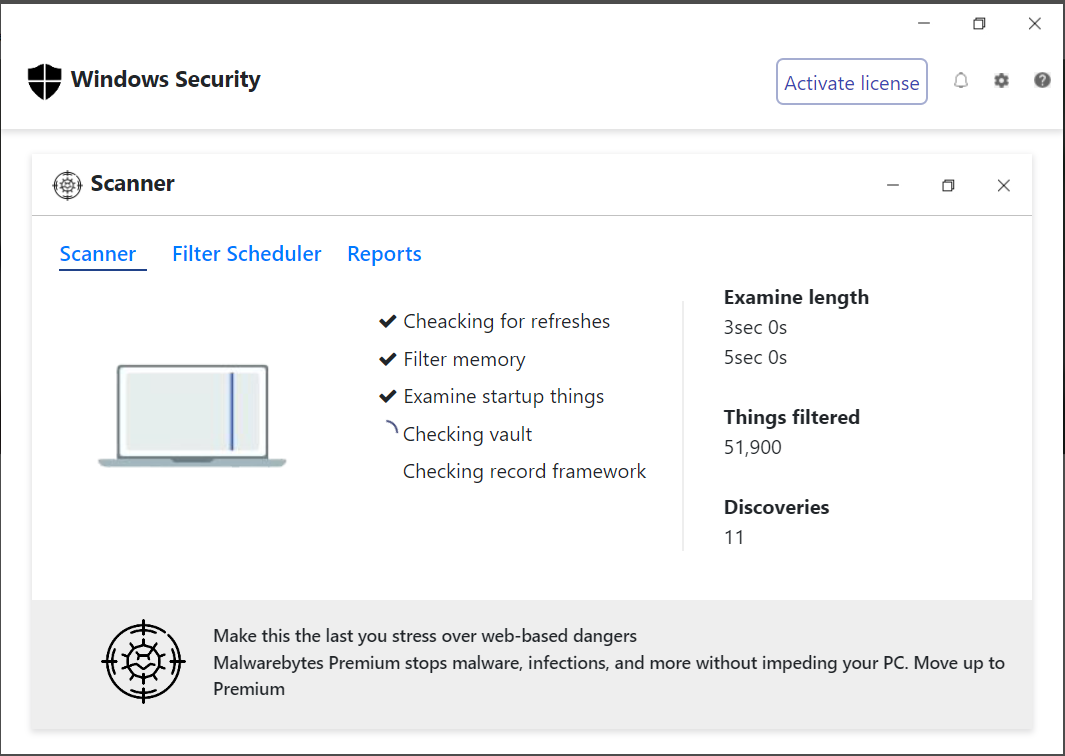 Windows Security
Activate license
Scanner
Scanner Filter Scheduler Reports
Cheacking for refreshes
Filter memory
Examine startup things
Checking vault
Checking record framework
Examine length
3sec 0s
5sec 0s
Things filtered
51,900
Discoveries
11
Make this the last you stress over web-based dangers
Malwarebytes Premium stops malware, infections, and more without impeding your PC. Move up to
Premium